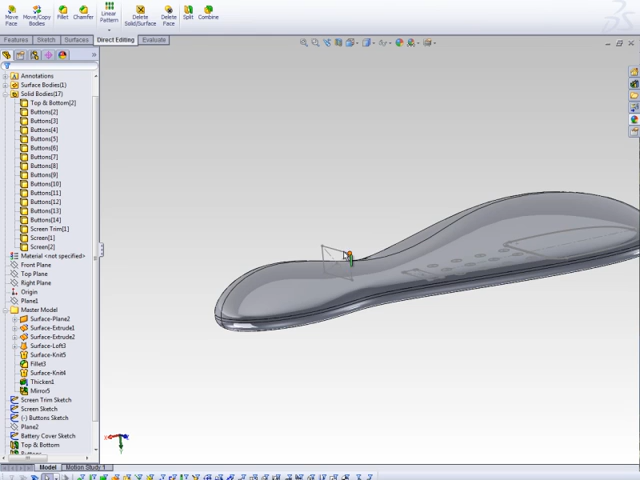 Move Face
Move/Copy Bodies
Fillet
Chamfer
Linear Pattern
Delete Solid/Surface
Delete Face
Split
Combine
Features
Sketch
Surfaces
Direct Editing
Evaluate
Annotations
Surface Bodies(1)
Solid Bodies(17)
Top & Bottom[2]
Buttons[2]
Buttons[3]
Buttons[4]
Buttons[5]
Buttons[6]
Buttons[7]
Buttons[8]
Buttons[9]
Buttons[10]
Buttons[11]
Buttons[12]
Buttons[13]
Buttons[14]
Screen Trim[1]
Screen[1]
Screen[2]
Material <not specified>
Front Plane
Top Plane
Right Plane
Origin
Plane1
Master Model
Surface-Plane2
Surface-Extrude1
Surface-Extrude2
Surface-Loft3
Surface-Knit5
Fillet3
Surface-Knit4
Thicken1
Mirror5
Screen Trim Sketch
Screen Sketch
(-) Buttons Sketch
Plane2
Battery Cover Sketch
Top & Bottom
Model
Motion Study 1